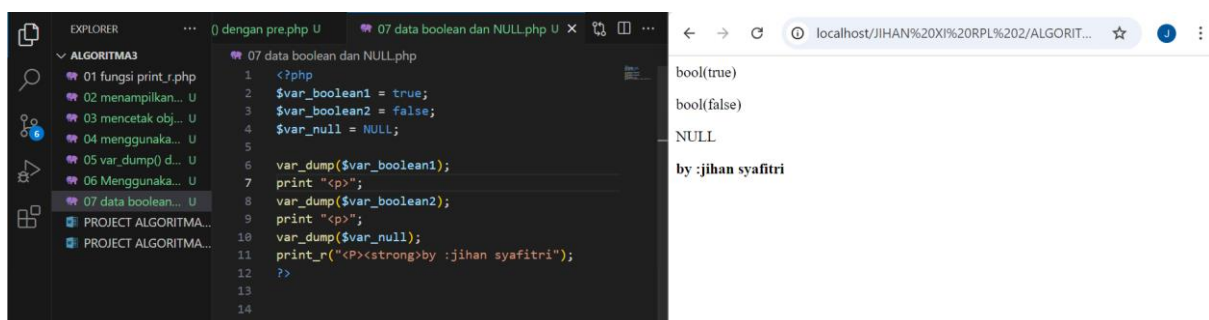 EXPLORER ...
ALGORITMA3
01 fungsi print_r.php
02 menampilkan... U
03 mencetak obj... U
04 menggunaka... U
05 var_dump() d... U
06 Menggunaka... U
07 data boolean... U
PROJECT ALGORITMA...
PROJECT ALGORITMA...
6
() dengan pre.php U
07 data boolean dan NULL.php U
07 data boolean dan NULL.php
1 <?php
2 $var_boolean1 = true;
3 $var_boolean2 = false;
4 $var_null = NULL;
5
6 var_dump($var_boolean1);
7 print "<p>";
8 var_dump($var_boolean2);
9 print "<p>";
10 var_dump($var_null);
11 print_r("<P><strong>by :jihan syafitri");
12 ?>
13
14
localhost/JIHAN%20XI%20RPL%202/ALGORIT...
J
bool(true)
bool(false)
NULL
by :jihan syafitri